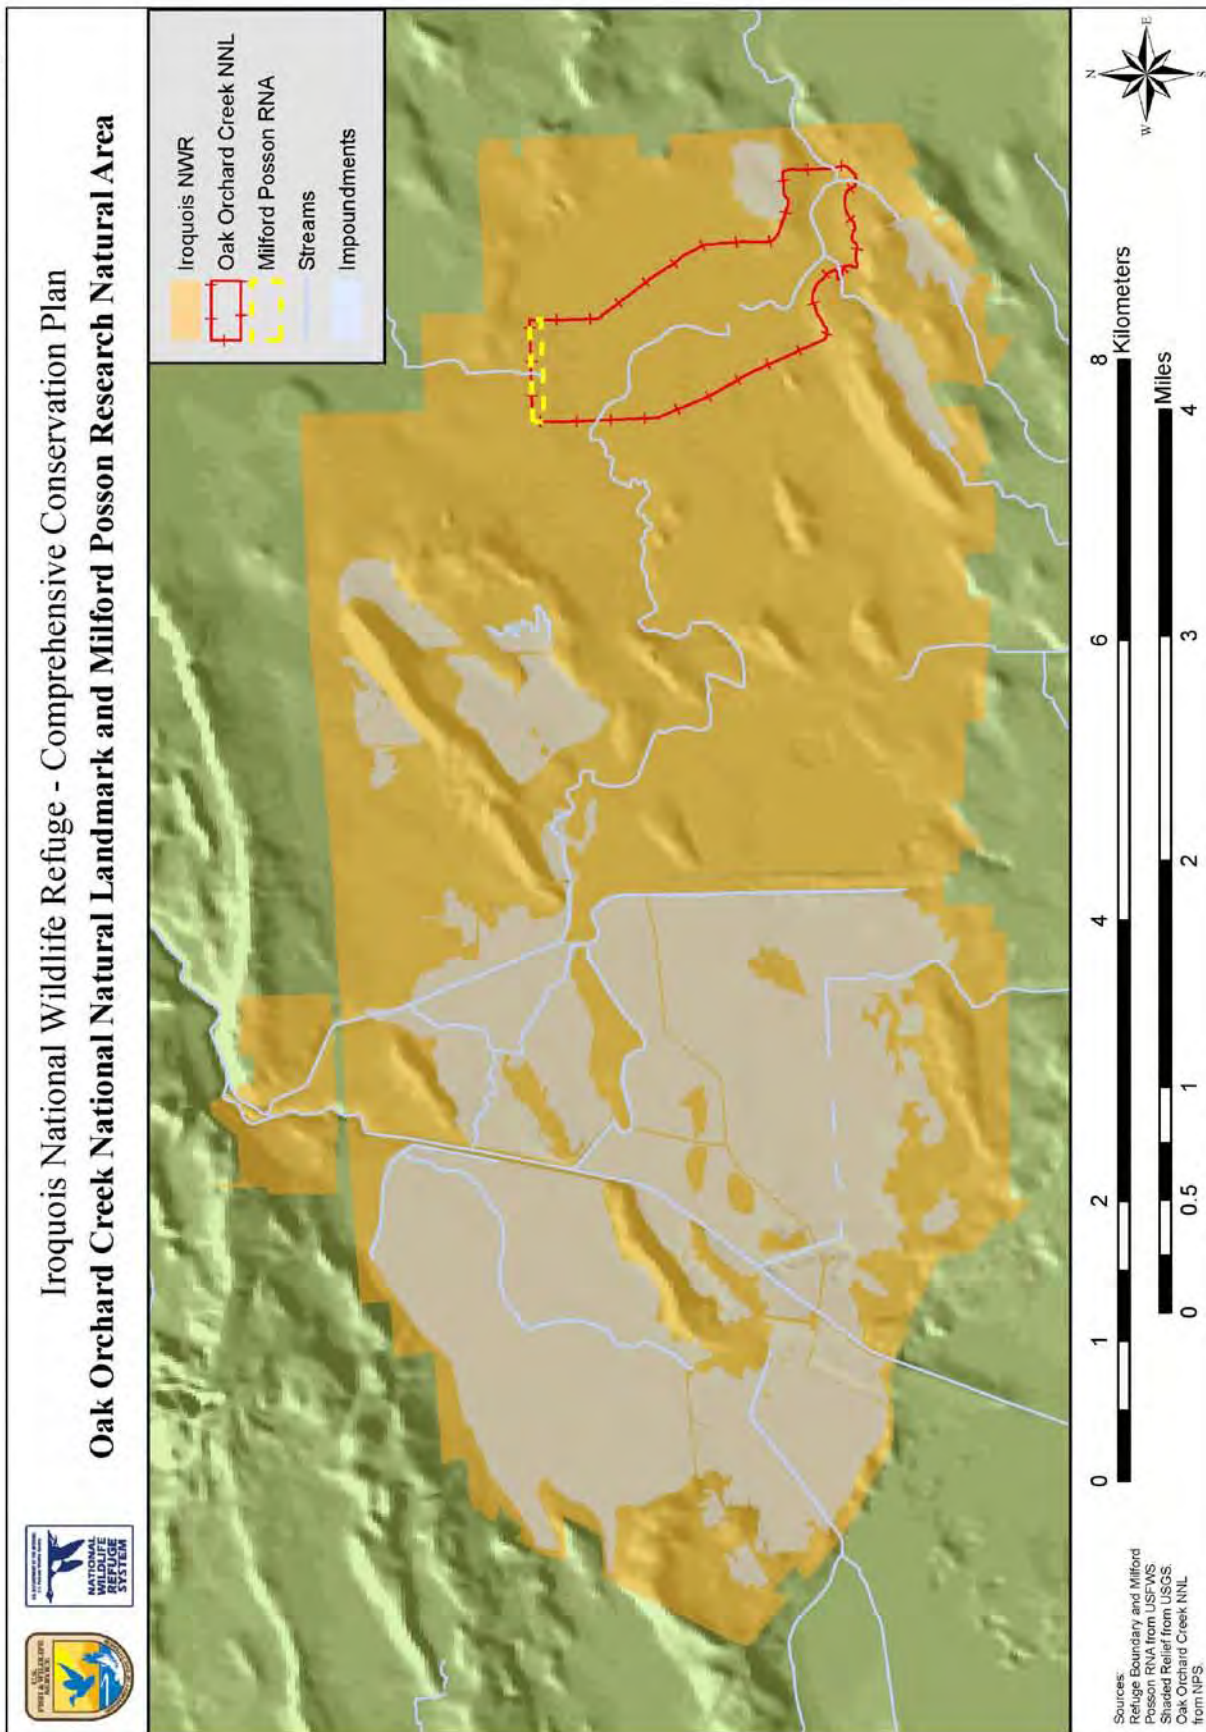 Iroquois National Wildlife Refuge - Comprehensive Conservation Plan
Oak Orchard Creek National Natural Landmark and Milford Posson Research Natural Area
U.S.
FISH & WILDLIFE
SERVICE
NATIONAL
WILDLIFE
REFUGE
SYSTEM
Iroquois NWR
Oak Orchard Creek NNL
Milford Posson RNA
Streams
Impoundments
Sources:
Refuge Boundary and Milford
Posson RNA from USFWS.
Shaded Relief from USGS.
Oak Orchard Creek NNL
from NPS.
0 1 2 4 6 8
Kilometers
0 0.5 1 2 3 4
Miles
N
W E
S